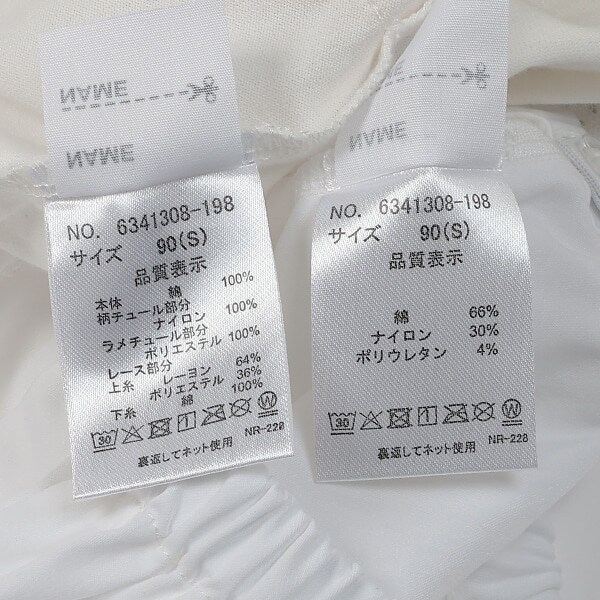 NAME
NAME
NO. 6341308-198
サイズ 90(S)
品質表示
本体 綿 100%
柄チュール部分
ナイロン 100%
ラメチュール部分
ポリエステル 100%
レース部分
上糸 レーヨン 64%
ポリエステル 36%
下糸 綿 100%
30 1 W
NR-228
裏返してネット使用
NAME
NAME
NO. 6341308-198
サイズ 90(S)
品質表示
綿 66%
ナイロン 30%
ポリウレタン 4%
30 1 W
NR-228
裏返してネット使用